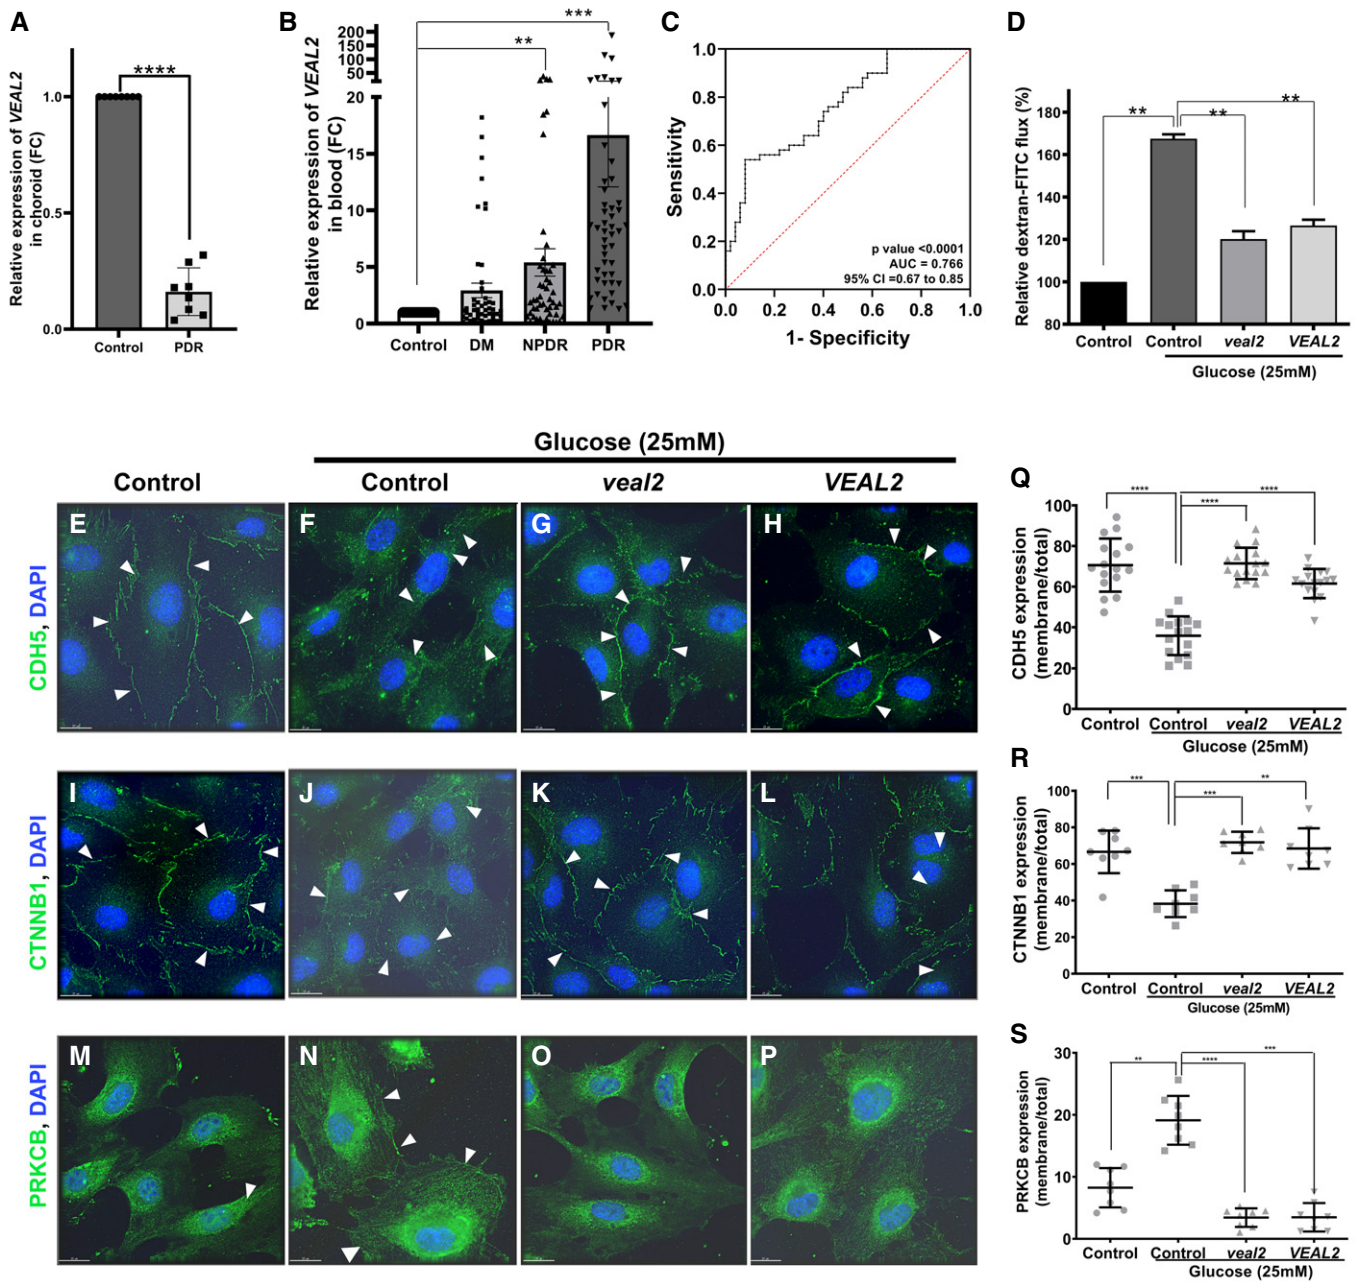 A
Relative expression of VEAL2
in choroid (FC)
1.0
0.5
0.0
****
Control
PDR
B
Relative expression of VEAL2
in blood (FC)
200
150
100
50
20
15
10
5
0
***
**
Control
DM
NPDR
PDR
C
Sensitivity
1.0
0.8
0.6
0.4
0.2
0.0
p value <0.0001
AUC = 0.766
95% CI =0.67 to 0.85
0.0
0.2
0.4
0.6
0.8
1.0
1- Specificity
D
Relative dextran-FITC flux (%)
180
160
140
120
100
80
**
**
**
Control
Control
veal2
VEAL2
Glucose (25mM)
Glucose (25mM)
Control
Control
veal2
VEAL2
CDH5, DAPI
E
F
G
H
CTNNB1, DAPI
I
J
K
L
PRKCB, DAPI
M
N
O
P
Q
CDH5 expression
(membrane/total)
100
80
60
40
20
0
****
****
****
Control
Control
veal2
VEAL2
Glucose (25mM)
R
CTNNB1 expression
(membrane/total)
100
80
60
40
20
0
***
***
**
Control
Control
veal2
VEAL2
Glucose (25mM)
S
PRKCB expression
(membrane/total)
30
20
10
0
**
****
***
Control
Control
veal2
VEAL2
Glucose (25mM)